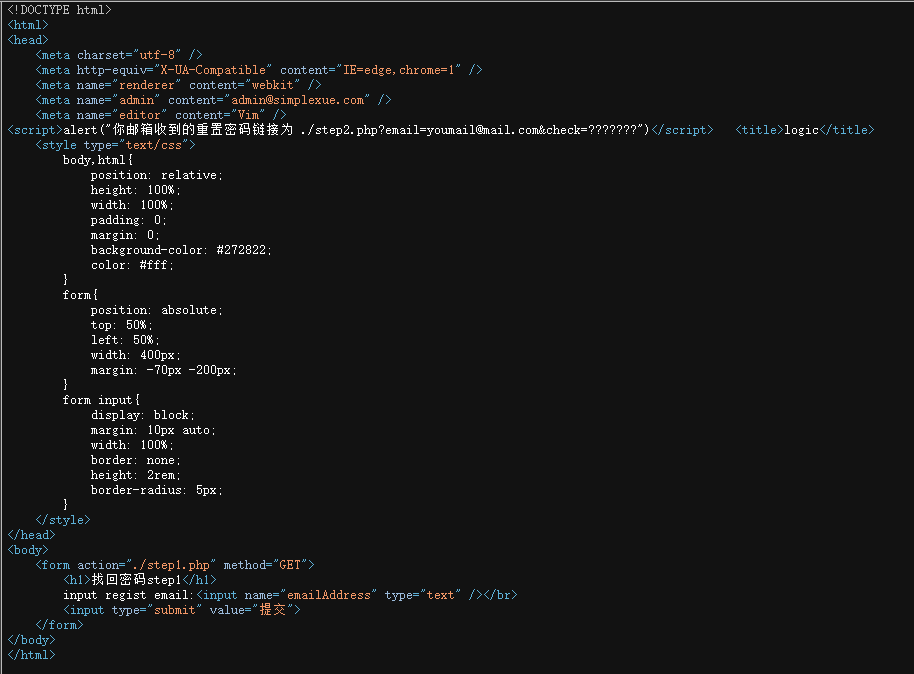 <!DOCTYPE html>
<html>
<head>
    <meta charset="utf-8" />
    <meta http-equiv="X-UA-Compatible" content="IE=edge,chrome=1" />
    <meta name="renderer" content="webkit" />
    <meta name="admin" content="admin@simplexue.com" />
    <meta name="editor" content="Vim" />
<script>alert("你邮箱收到的重置密码链接为 ./step2.php?email=youmail@mail.com&check=???????")</script>   <title>logic</title>
    <style type="text/css">
        body,html{
            position: relative;
            height: 100%;
            width: 100%;
            padding: 0;
            margin: 0;
            background-color: #272822;
            color: #fff;
        }
        form{
            position: absolute;
            top: 50%;
            left: 50%;
            width: 400px;
            margin: -70px -200px;
        }
        form input{
            display: block;
            margin: 10px auto;
            width: 100%;
            border: none;
            height: 2rem;
            border-radius: 5px;
        }
    </style>
</head>
<body>
    <form action="./step1.php" method="GET">
        <h1>找回密码step1</h1>
        input regist email:<input name="emailAddress" type="text" /></br>
        <input type="submit" value="提交">
    </form>
</body>
</html>